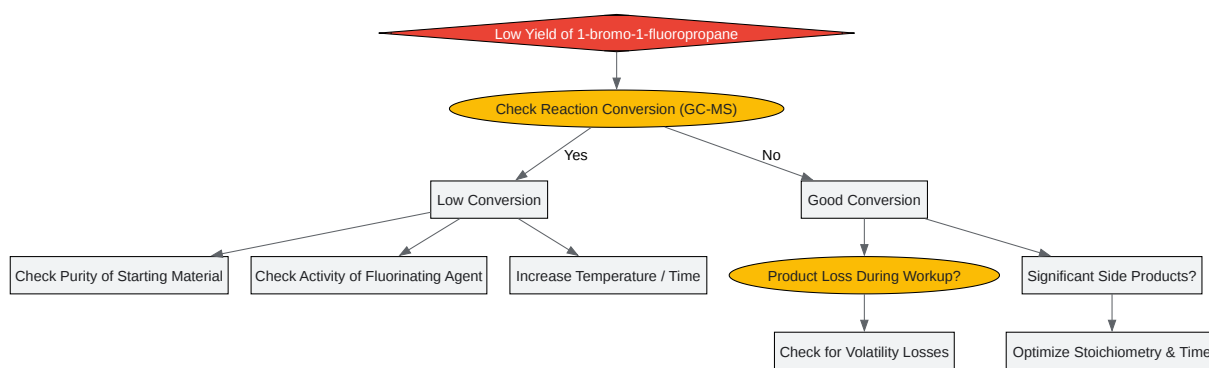 Low Yield of 1-bromo-1-fluoropropane
Check Reaction Conversion (GC-MS)
Yes
No
Low Conversion
Good Conversion
Check Purity of Starting Material
Check Activity of Fluorinating Agent
Increase Temperature / Time
Product Loss During Workup?
Significant Side Products?
Check for Volatility Losses
Optimize Stoichiometry & Time